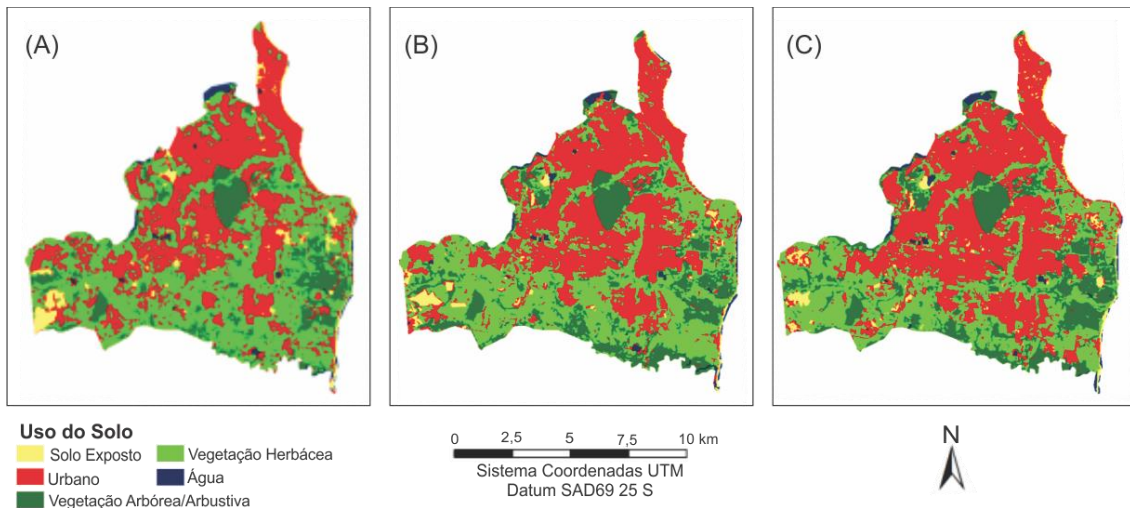 (A)
(B)
(C)
Uso do Solo
Solo Exposto
Vegetação Herbácea
Urbano
Água
Vegetação Arbórea/Arbustiva
0 2,5 5 7,5 10 km
Sistema Coordenadas UTM
Datum SAD69 25 S
N